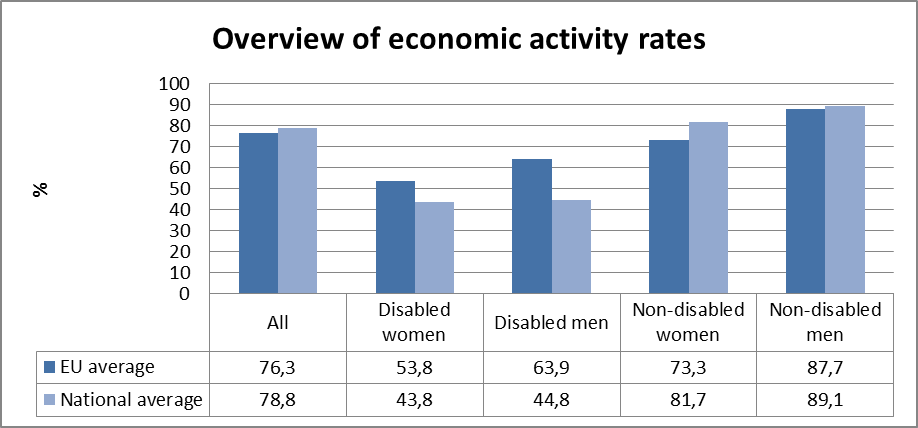 Overview of economic activity rates
%
100
90
80
70
60
50
40
30
20
10
0
All
Disabled
women
Disabled men
Non-disabled
women
Non-disabled
men
EU average 76,3 53,8 63,9 73,3 87,7
National average 78,8 43,8 44,8 81,7 89,1